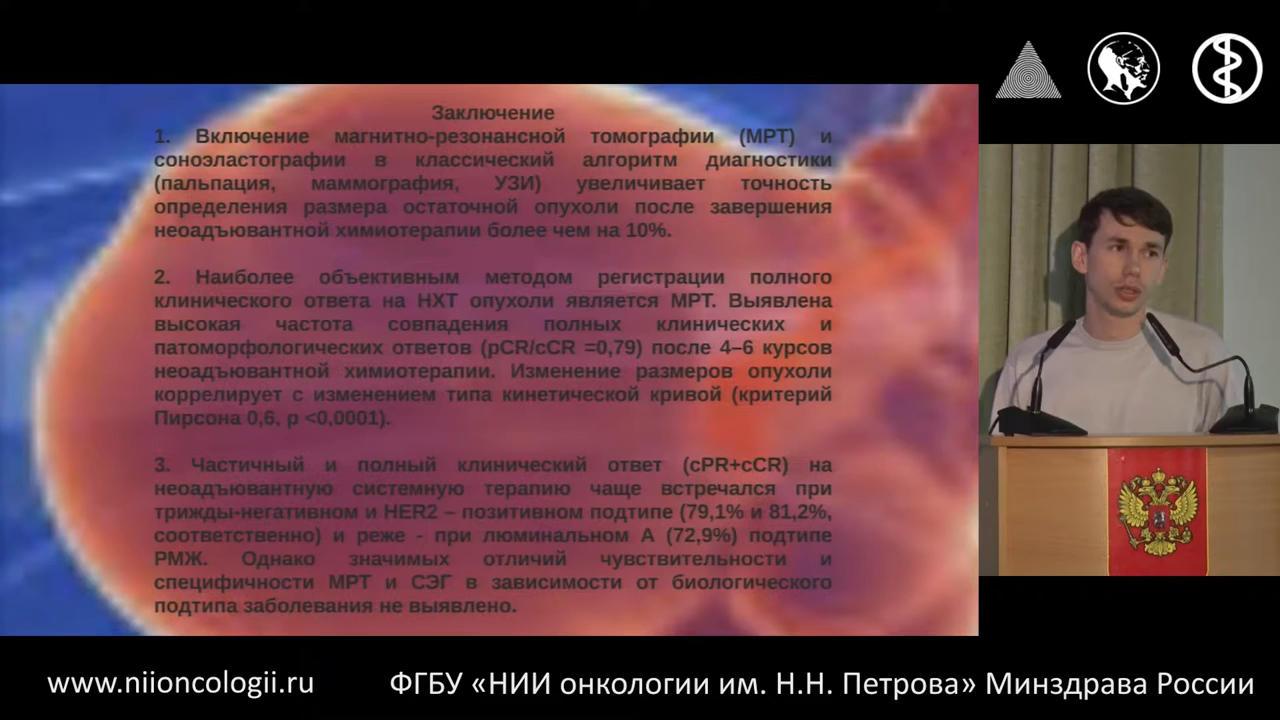 Заключение
1. Включение магнитно-резонансной томографии (МРТ) и
соноэластографии в классический алгоритм диагностики
(пальпация, маммография, УЗИ) увеличивает точность
определения размера остаточной опухоли после завершения
неоадъювантной химиотерапии более чем на 10%.
2. Наиболее объективным методом регистрации полного
клинического ответа на НХТ опухоли является МРТ. Выявлена
высокая частота совпадения полных клинических и
патоморфологических ответов (pCR/cCR =0,79) после 4–6 курсов
неоадъювантной химиотерапии. Изменение размеров опухоли
коррелирует с изменением типа кинетической кривой (критерий
Пирсона 0,6, p <0,0001).
3. Частичный и полный клинический ответ (cPR+cCR) на
неоадъювантную системную терапию чаще встречался при
трижды-негативном и HER2 – позитивном подтипе (79,1% и 81,2%,
соответственно) и реже - при люминальном А (72,9%) подтипе
РМЖ. Однако значимых отличий чувствительности и
специфичности МРТ и СЭГ в зависимости от биологического
подтипа заболевания не выявлено.
www.niioncologii.ru
ФГБУ «НИИ онкологии им. Н.Н. Петрова» Минздрава России